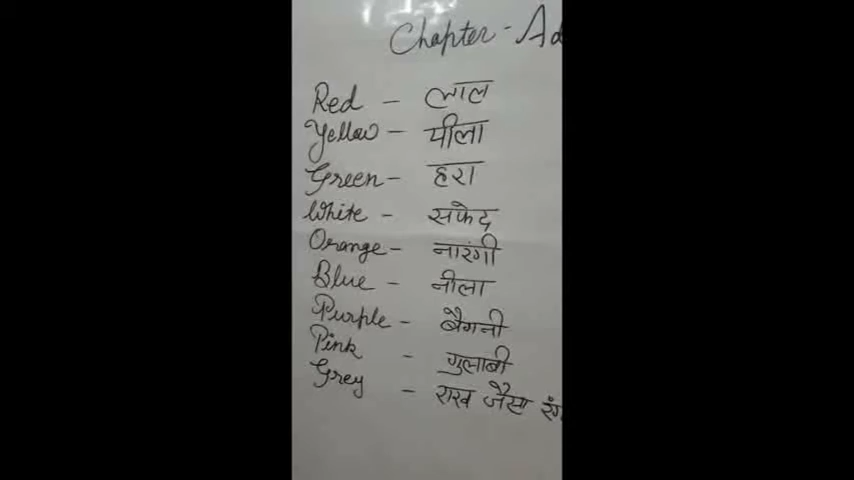 Chapter - Ad
Red - लाल
Yellow - पीला
Green - हरा
White - सफेद
Orange - नारंगी
Blue - नीला
Purple - बैगनी
Pink - गुलाबी
Grey - राख जैसा रंग